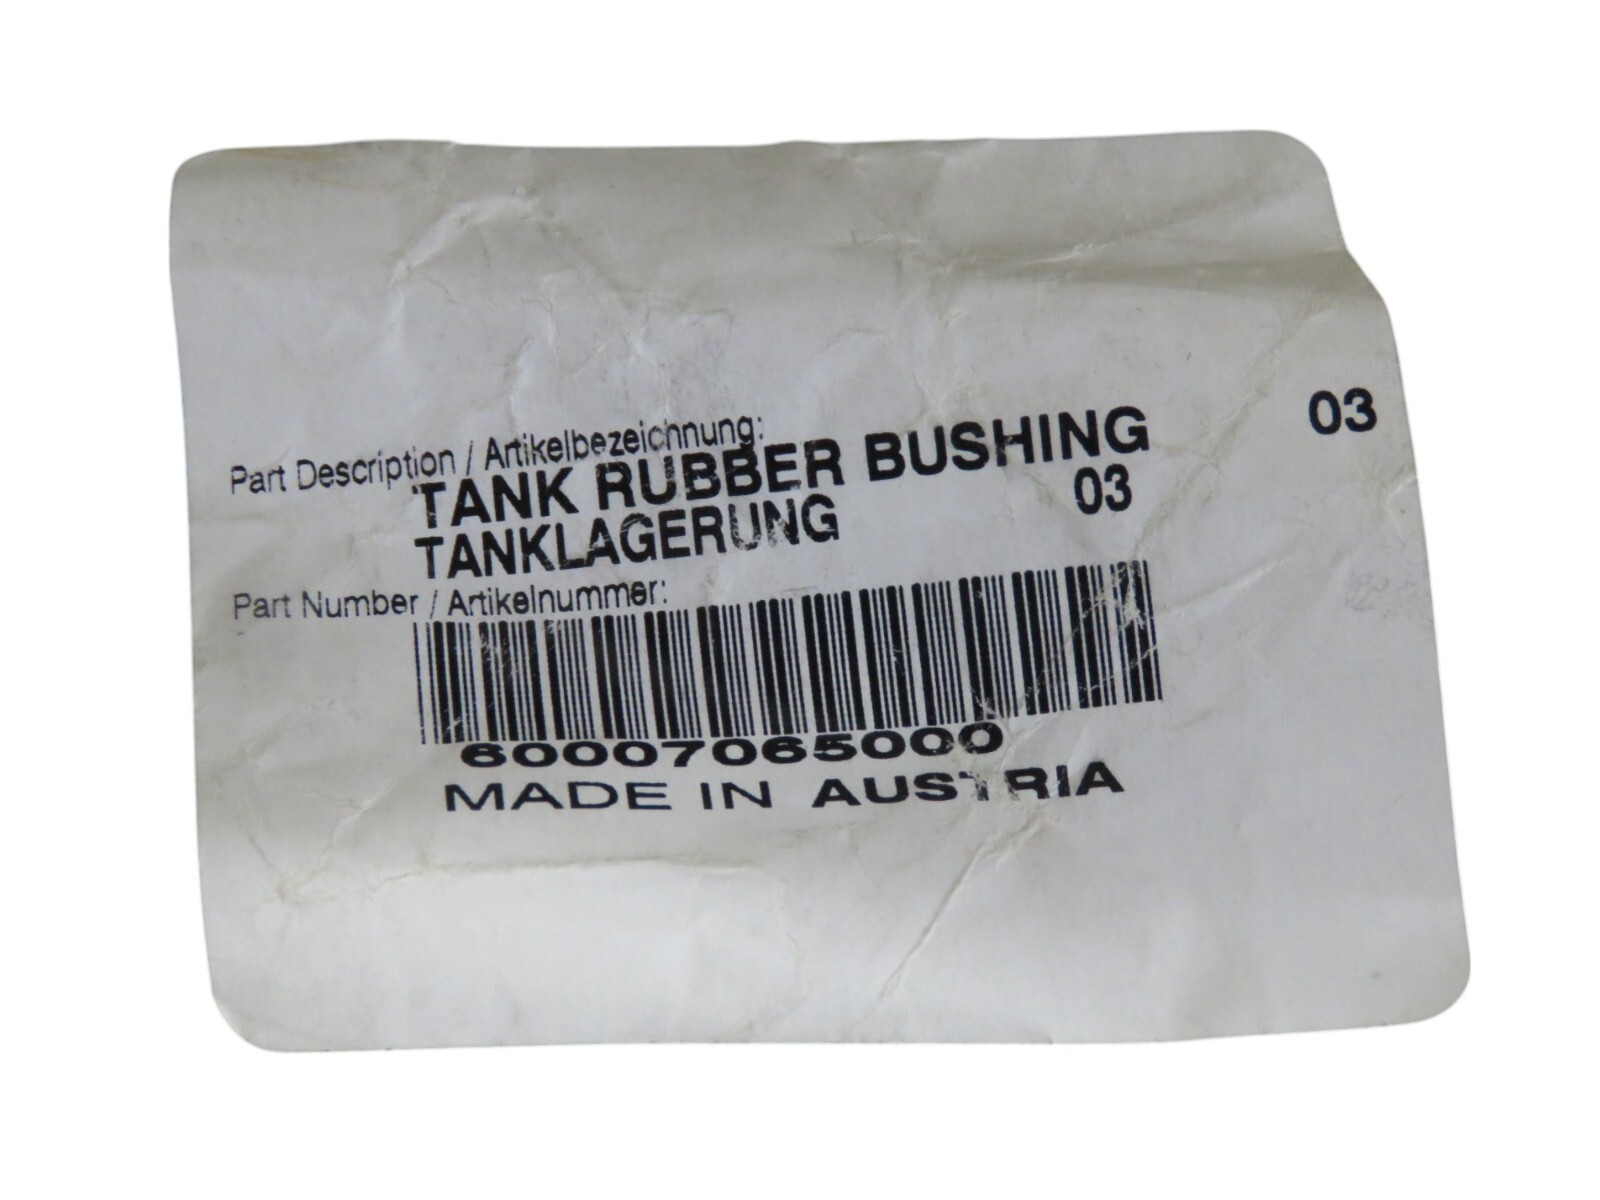 Part Description / Artikelbezeichnung:
TANK RUBBER BUSHING 03
TANKLAGERUNG 03
Part Number / Artikelnummer:
60007065000
MADE IN AUSTRIA